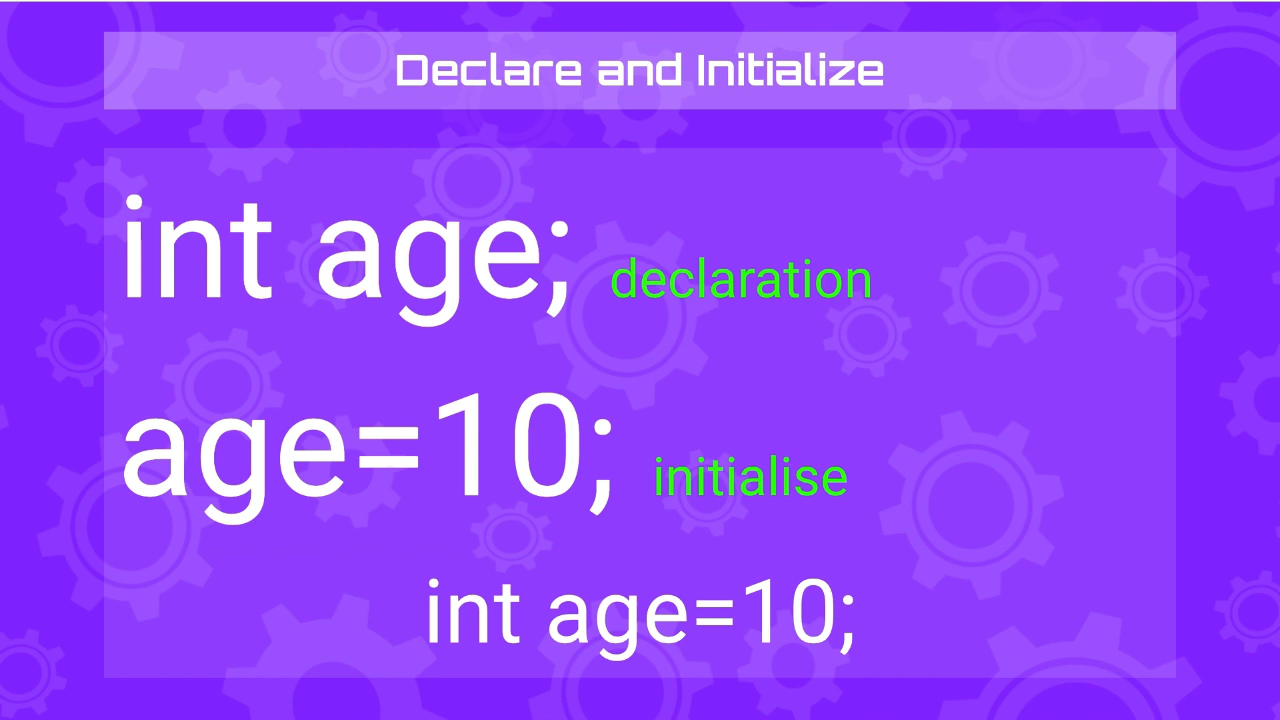 Declare and Initialize
int age; declaration
age=10; initialise
int age=10;